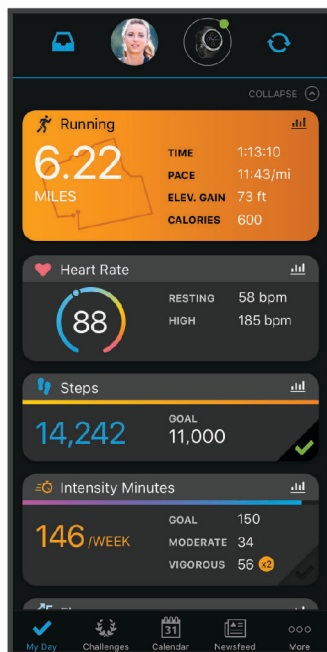 COLLAPSE
Running
6.22
MILES
TIME 1:13:10
PACE 11:43/mi
ELEV. GAIN 73 ft
CALORIES 600
Heart Rate
88
RESTING 58 bpm
HIGH 185 bpm
Steps
14,242
GOAL
11,000
Intensity Minutes
146 /WEEK
GOAL 150
MODERATE 34
VIGOROUS 56 x2
My Day
Challenges
31
Calendar
Newsfeed
More